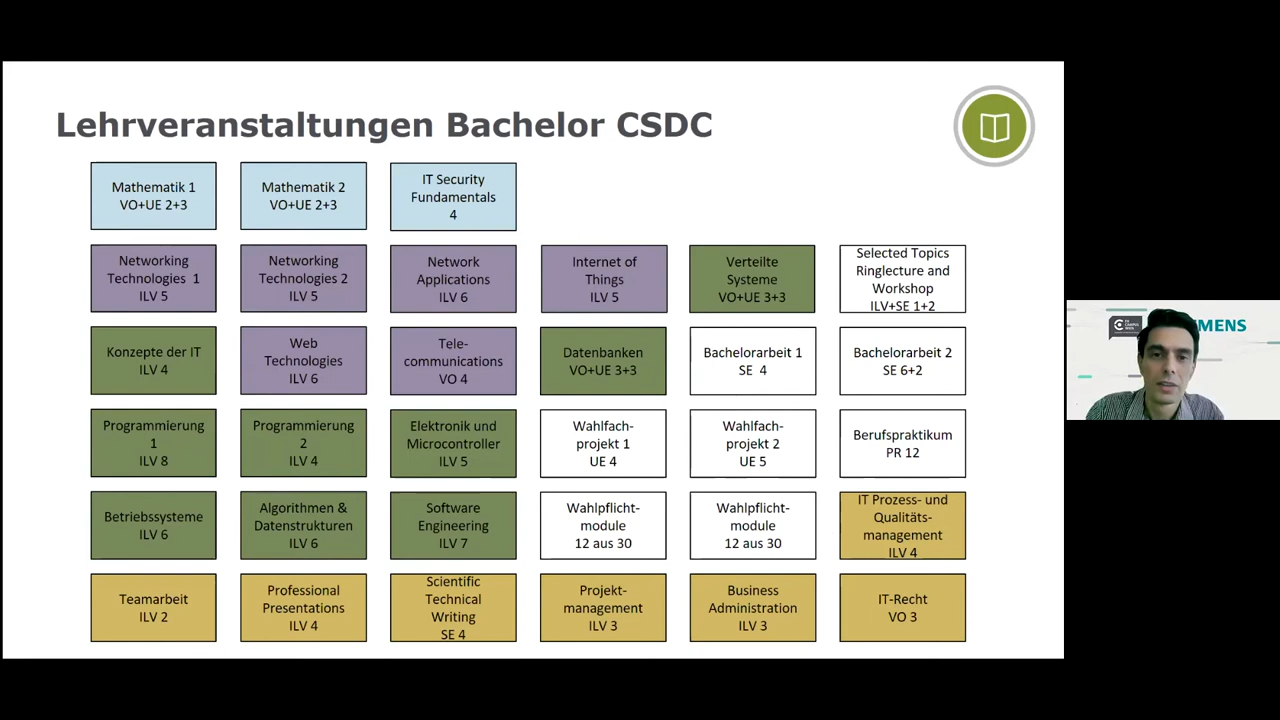 Lehrveranstaltungen Bachelor CSDC
Mathematik 1
VO+UE 2+3
Mathematik 2
VO+UE 2+3
IT Security
Fundamentals
4
Networking
Technologies 1
ILV 5
Networking
Technologies 2
ILV 5
Network
Applications
ILV 6
Internet of
Things
ILV 5
Verteilte
Systeme
VO+UE 3+3
Selected Topics
Ringlecture and
Workshop
ILV+SE 1+2
Konzepte der IT
ILV 4
Web
Technologies
ILV 6
Tele-
communications
VO 4
Datenbanken
VO+UE 3+3
Bachelorarbeit 1
SE 4
Bachelorarbeit 2
SE 6+2
Programmierung
1
ILV 8
Programmierung
2
ILV 4
Elektronik und
Microcontroller
ILV 5
Wahlfach-
projekt 1
UE 4
Wahlfach-
projekt 2
UE 5
Berufspraktikum
PR 12
Betriebssysteme
ILV 6
Algorithmen &
Datenstrukturen
ILV 6
Software
Engineering
ILV 7
Wahlpflicht-
module
12 aus 30
Wahlpflicht-
module
12 aus 30
IT Prozess- und
Qualitäts-
management
ILV 4
Teamarbeit
ILV 2
Professional
Presentations
ILV 4
Scientific
Technical
Writing
SE 4
Projekt-
management
ILV 3
Business
Administration
ILV 3
IT-Recht
VO 3
MENS